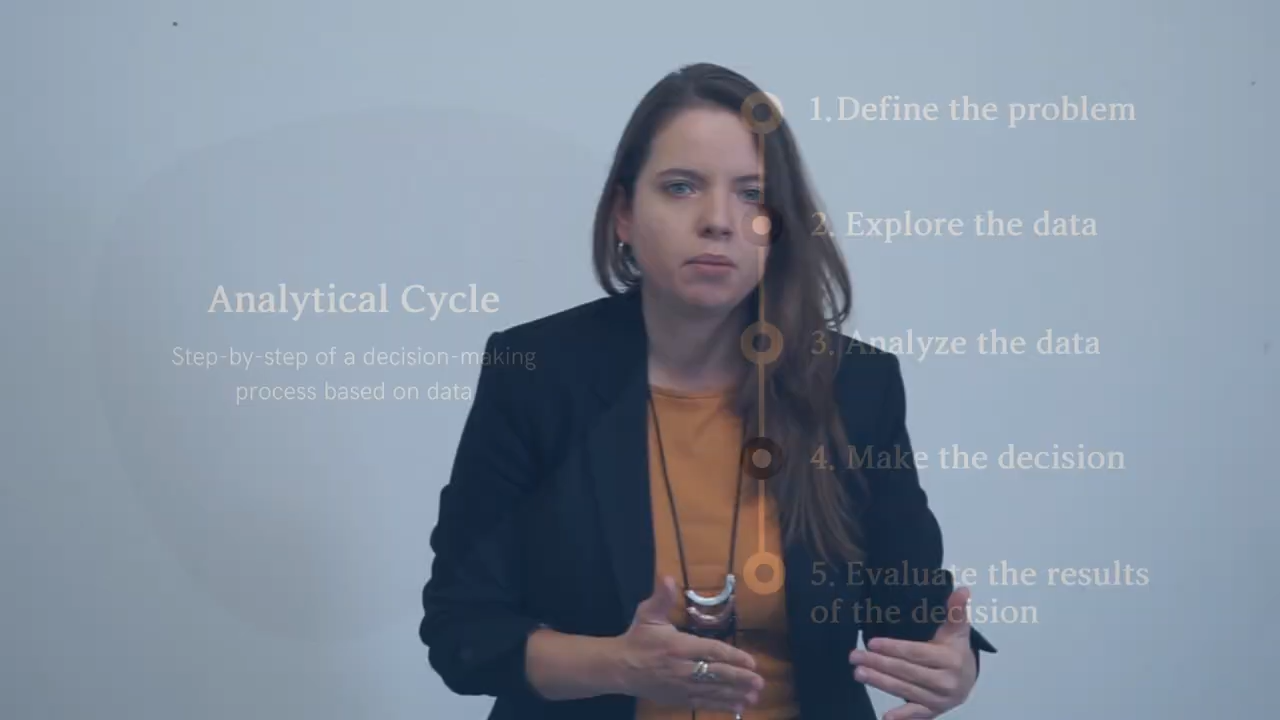 Analytical Cycle
Step-by-step of a decision-making
process based on data
1. Define the problem
2. Explore the data
3. Analyze the data
4. Make the decision
5. Evaluate the results
of the decision